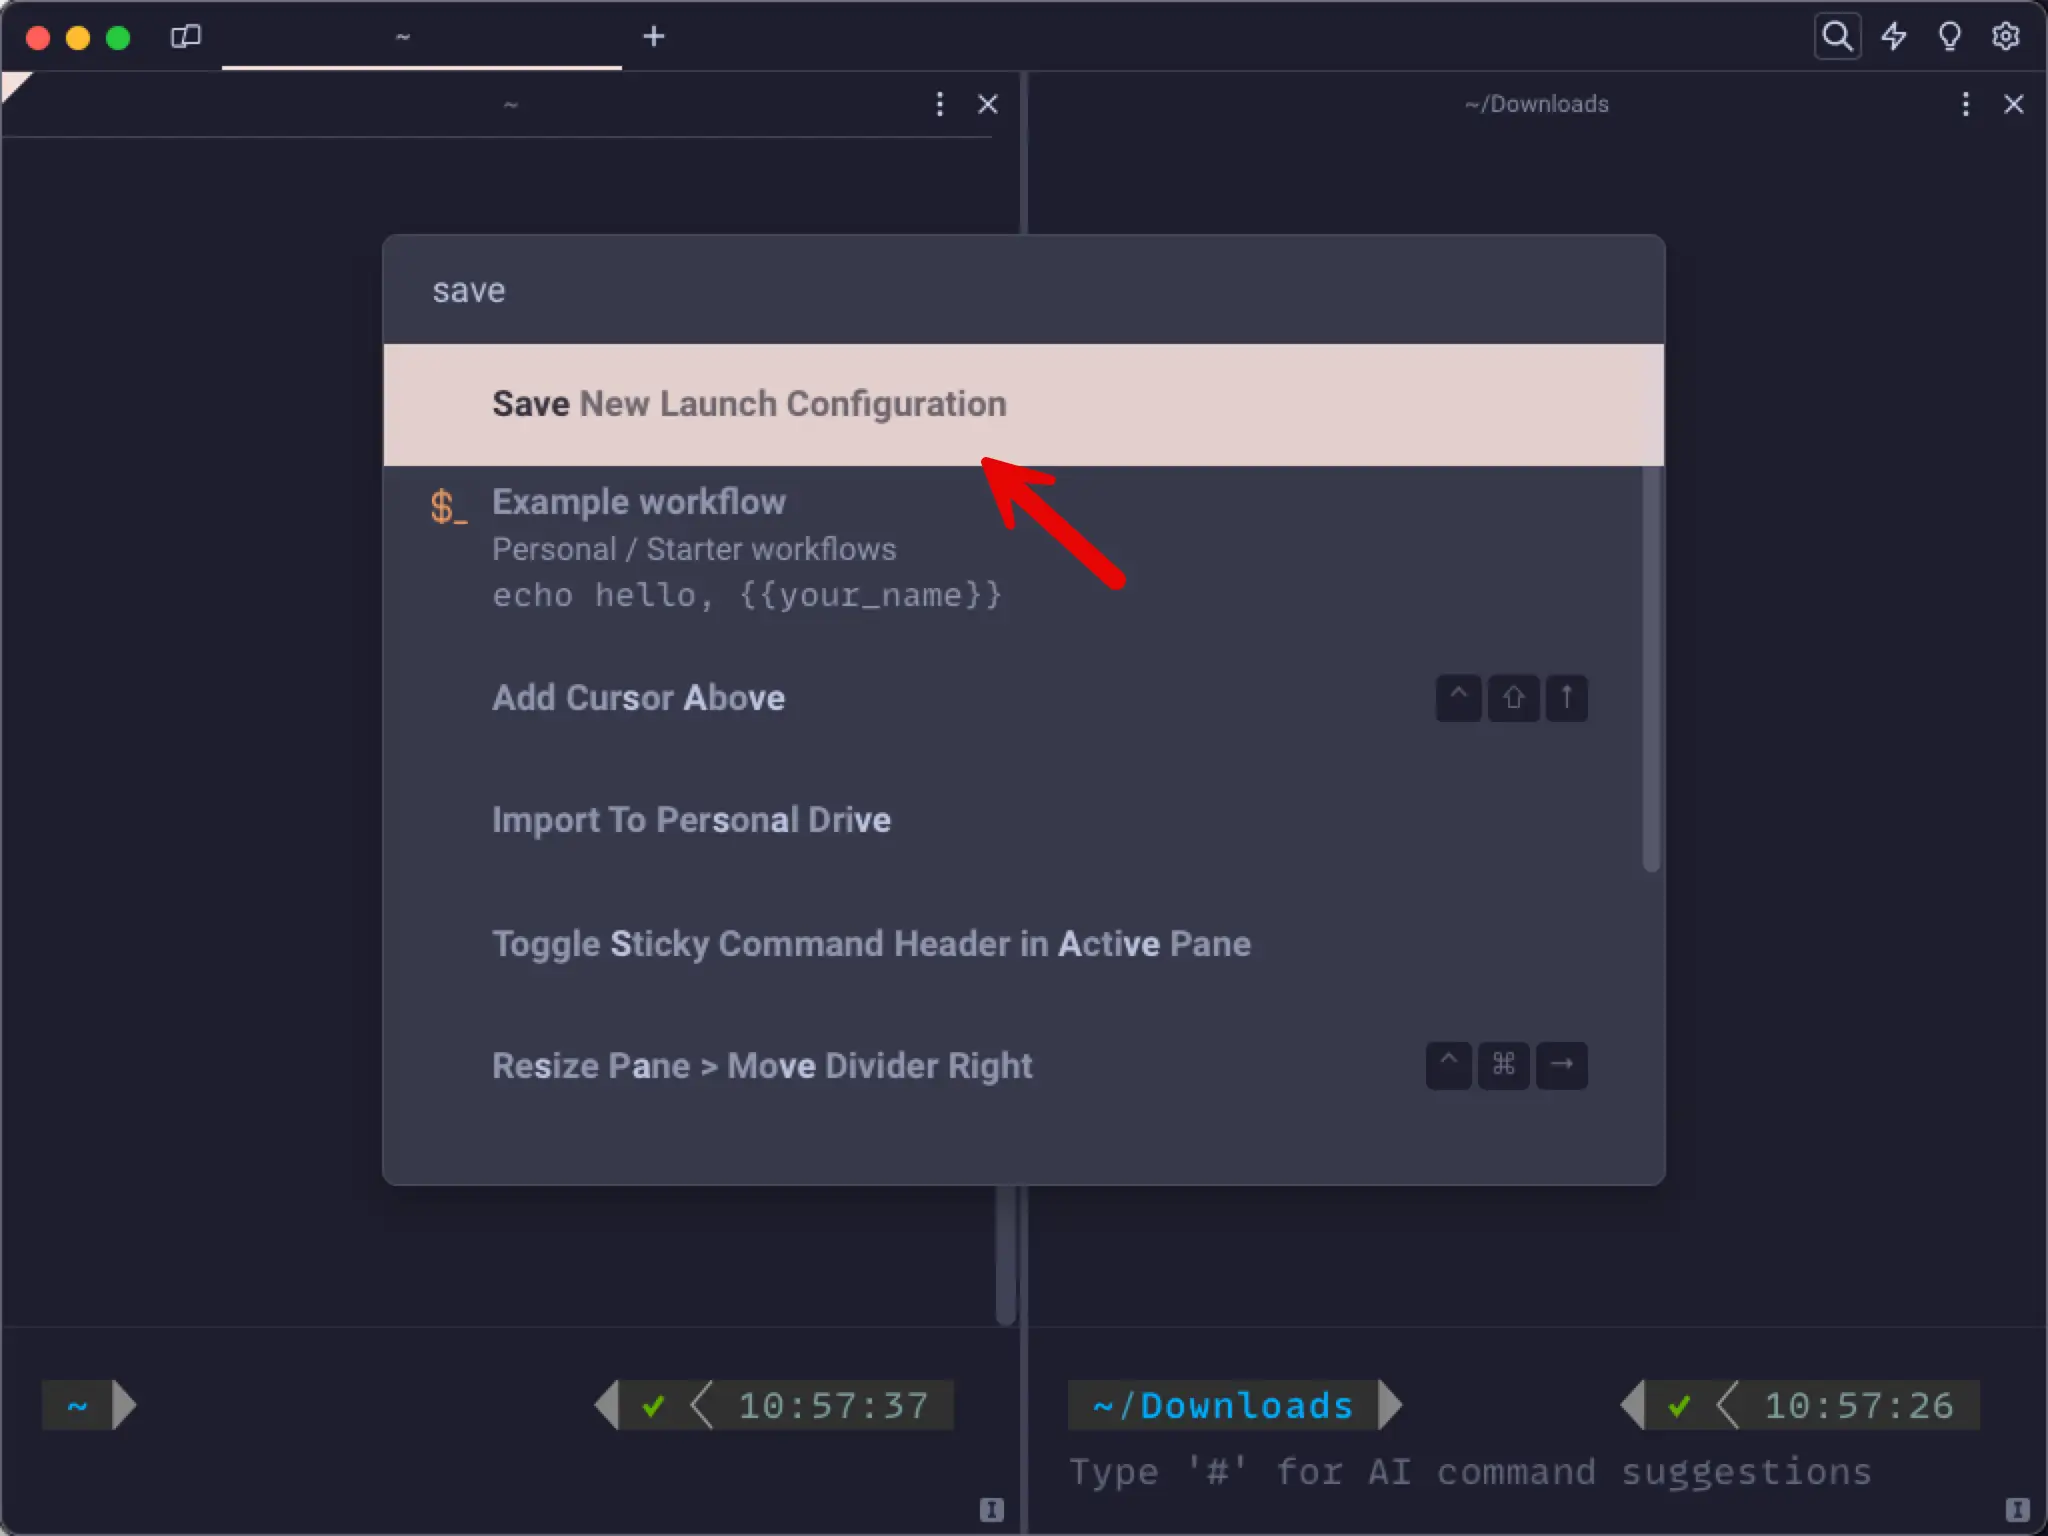 ~
~
~/Downloads
save
Save New Launch Configuration
$_ Example workflow
Personal / Starter workflows
echo hello, {{your_name}}
Add Cursor Above ^ ⇧ ↑
Import To Personal Drive
Toggle Sticky Command Header in Active Pane
Resize Pane > Move Divider Right ^ ⌘ →
~ ✓ 10:57:37
~/Downloads ✓ 10:57:26
Type '#' for AI command suggestions